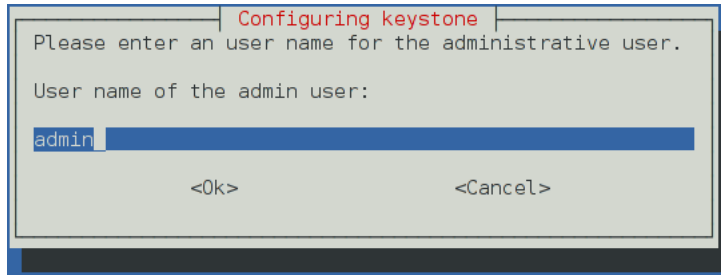 Configuring keystone
Please enter an user name for the administrative user.
User name of the admin user:
admin_
<Ok> <Cancel>